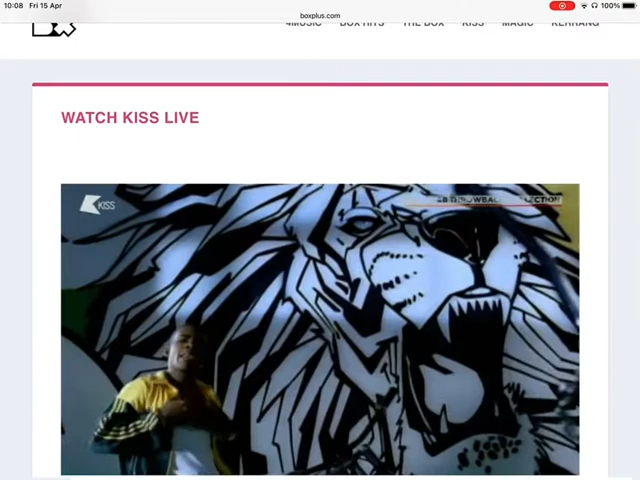 10:08 Fri 15 Apr 100%
boxplus.com
4MUSIC BOX HITS THE BOX KISS MAGIC KERRANG
WATCH KISS LIVE
KISS